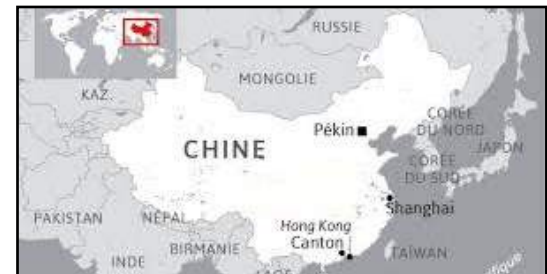 RUSSIE
MONGOLIE
KAZ.
CORÉE
DU NORD
Pékin
JAPON
CHINE
CORÉE
DU SUD
Shanghai
PAKISTAN
NÉPAL
Hong Kong
Canton
TAÏWAN
BIRMANIE
INDE
LAOS